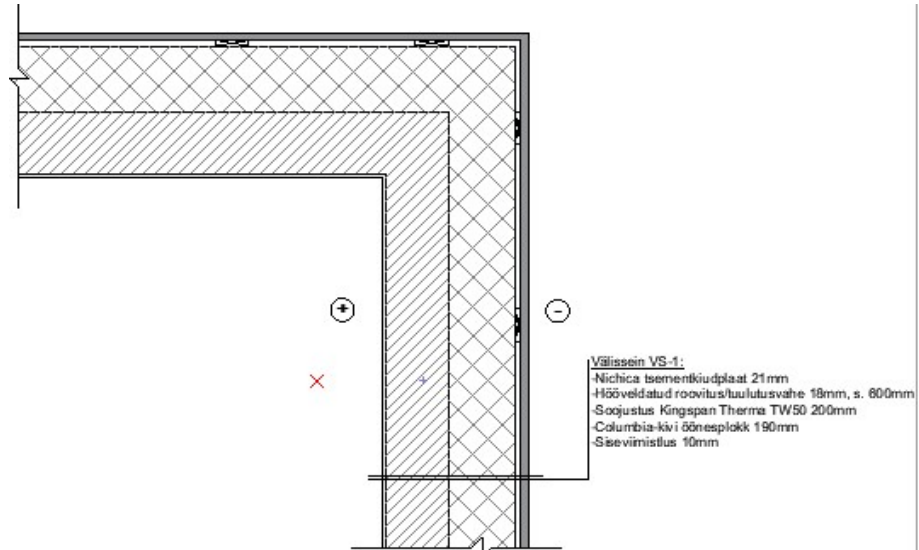 +
-
Välissein VS-1:
-Nichica tsementkiudplaat 21mm
-Hööveldatud roovitus/tuulutusvahe 18mm, s. 600mm
-Soojustus Kingspan Therma TW50 200mm
-Columbia-kivi õõnesplokk 190mm
-Siseviimistlus 10mm